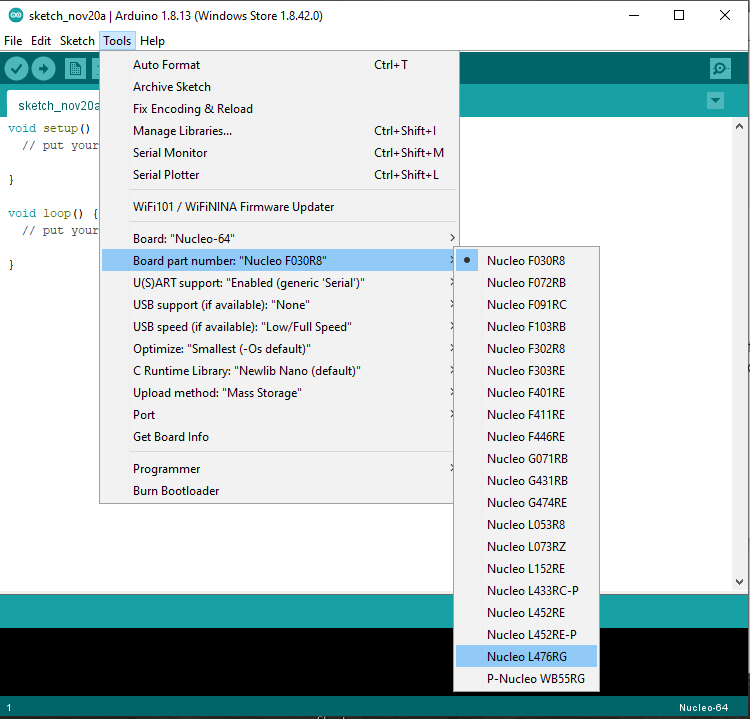 sketch_nov20a | Arduino 1.8.13 (Windows Store 1.8.42.0)
File Edit Sketch Tools Help
sketch_nov20a
void setup()
// put your
}
void loop() {
// put your
}
Auto Format Ctrl+T
Archive Sketch
Fix Encoding & Reload
Manage Libraries... Ctrl+Shift+I
Serial Monitor Ctrl+Shift+M
Serial Plotter Ctrl+Shift+L
WiFi101 / WiFiNINA Firmware Updater
Board: "Nucleo-64"
Board part number: "Nucleo F030R8"
U(S)ART support: "Enabled (generic 'Serial')"
USB support (if available): "None"
USB speed (if available): "Low/Full Speed"
Optimize: "Smallest (-Os default)"
C Runtime Library: "Newlib Nano (default)"
Upload method: "Mass Storage"
Port
Get Board Info
Programmer
Burn Bootloader
Nucleo F030R8
Nucleo F072RB
Nucleo F091RC
Nucleo F103RB
Nucleo F302R8
Nucleo F303RE
Nucleo F401RE
Nucleo F411RE
Nucleo F446RE
Nucleo G071RB
Nucleo G431RB
Nucleo G474RE
Nucleo L053R8
Nucleo L073RZ
Nucleo L152RE
Nucleo L433RC-P
Nucleo L452RE
Nucleo L452RE-P
Nucleo L476RG
P-Nucleo WB55RG
1 Nucleo-64